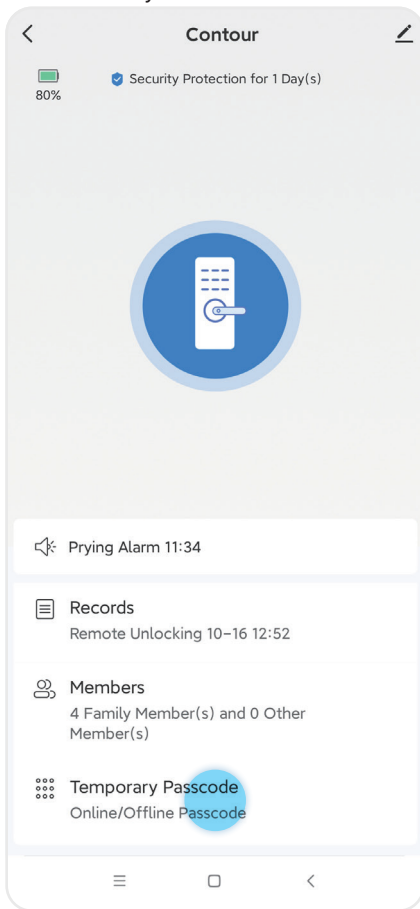 Contour
80%
Security Protection for 1 Day(s)
Prying Alarm 11:34
Records
Remote Unlocking 10-16 12:52
Members
4 Family Member(s) and 0 Other
Member(s)
Temporary Passcode
Online/Offline Passcode